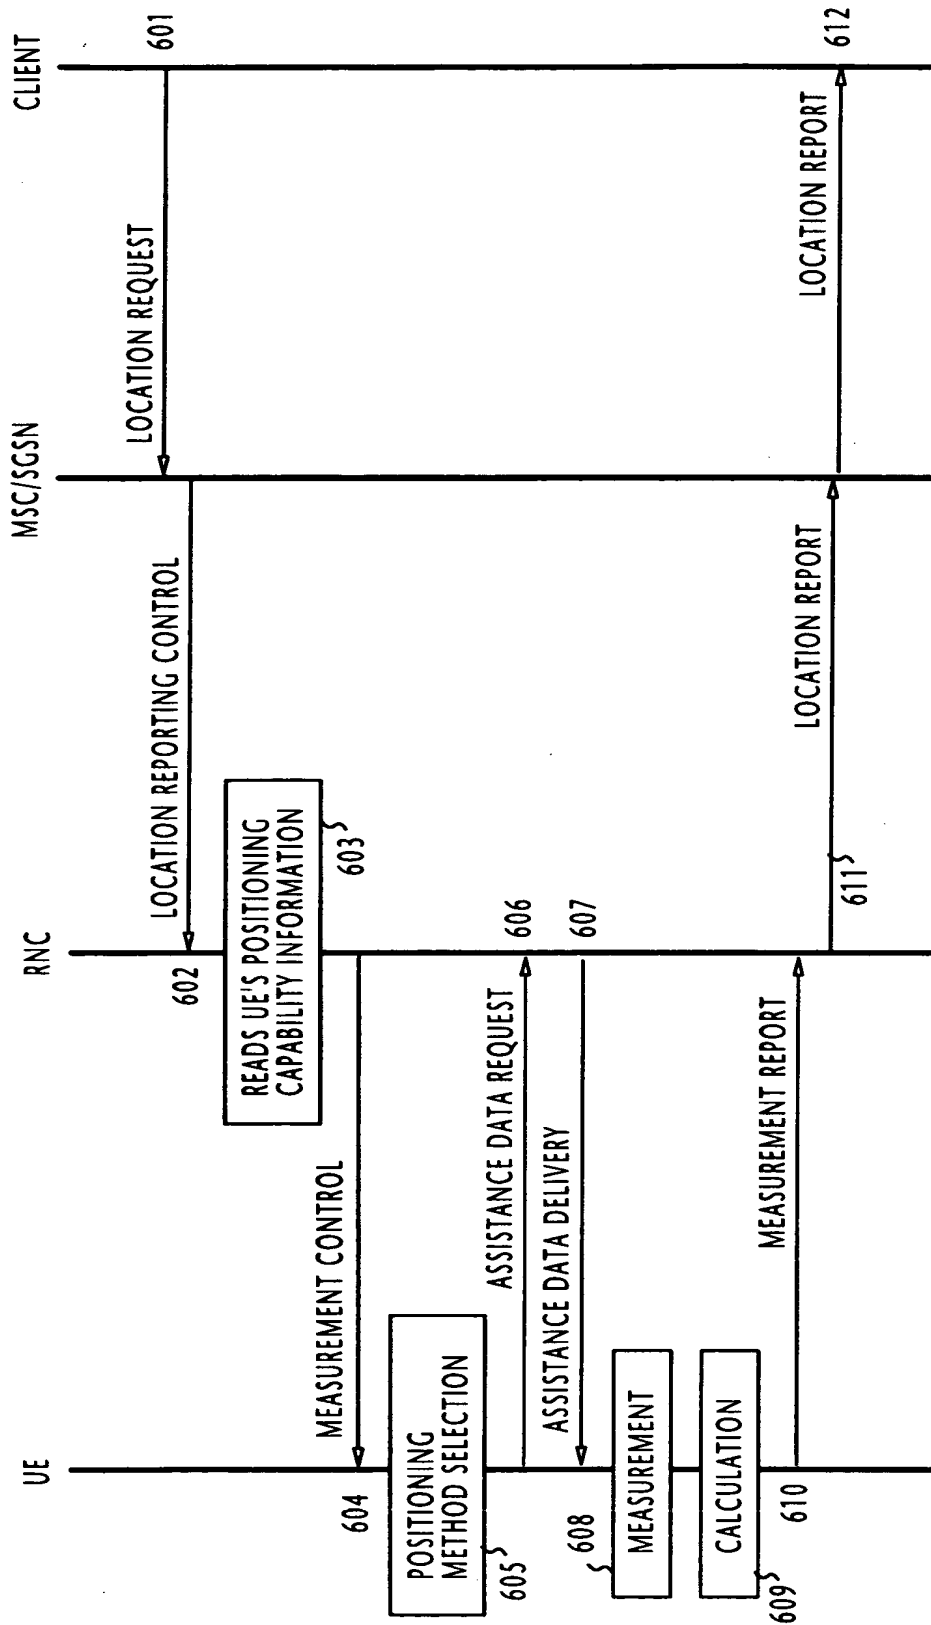 UE
RNC
MSC/SGSN
CLIENT
LOCATION REQUEST
601
LOCATION REPORTING CONTROL
602
READS UE'S POSITIONING
CAPABILITY INFORMATION
603
MEASUREMENT CONTROL
604
POSITIONING
METHOD SELECTION
605
ASSISTANCE DATA REQUEST
606
ASSISTANCE DATA DELIVERY
607
608
MEASUREMENT
CALCULATION
609
MEASUREMENT REPORT
610
LOCATION REPORT
611
LOCATION REPORT
612